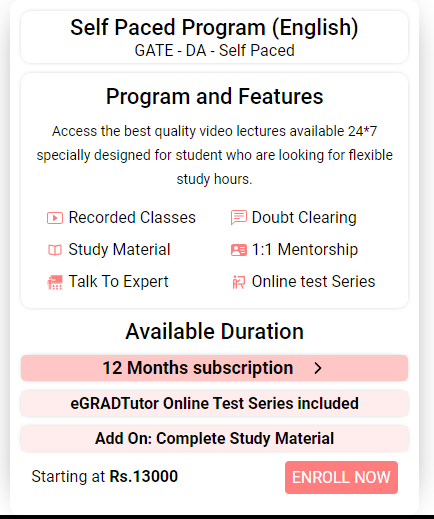 Self Paced Program (English)
GATE - DA - Self Paced
Program and Features
Access the best quality video lectures available 24*7
specially designed for student who are looking for flexible
study hours.
Recorded Classes
Doubt Clearing
Study Material
1:1 Mentorship
Talk To Expert
Online test Series
Available Duration
12 Months subscription >
eGRADTutor Online Test Series included
Add On: Complete Study Material
Starting at Rs.13000
ENROLL NOW